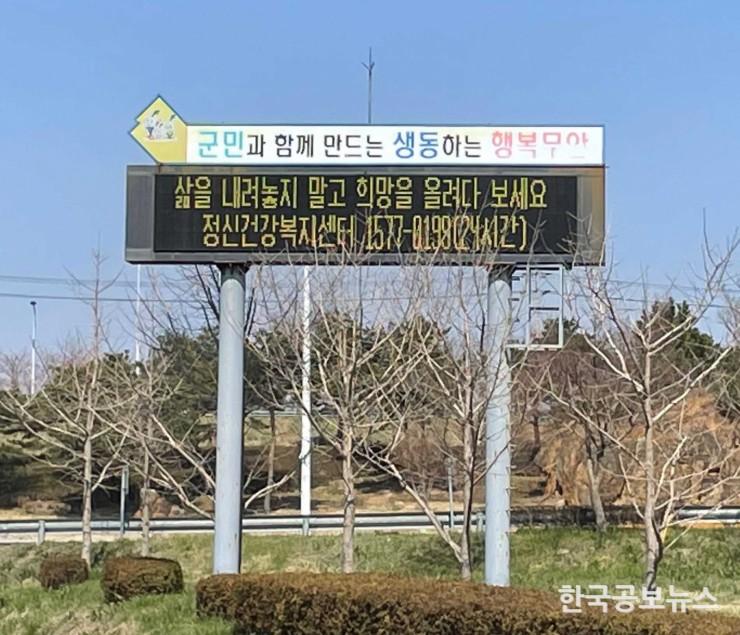 군민과 함께 만드는 생동하는 행복무안
삶을 내려놓지 말고 희망을 올려다 보세요
정신건강복지센터 1577-0199(24시간)
한국공보뉴스